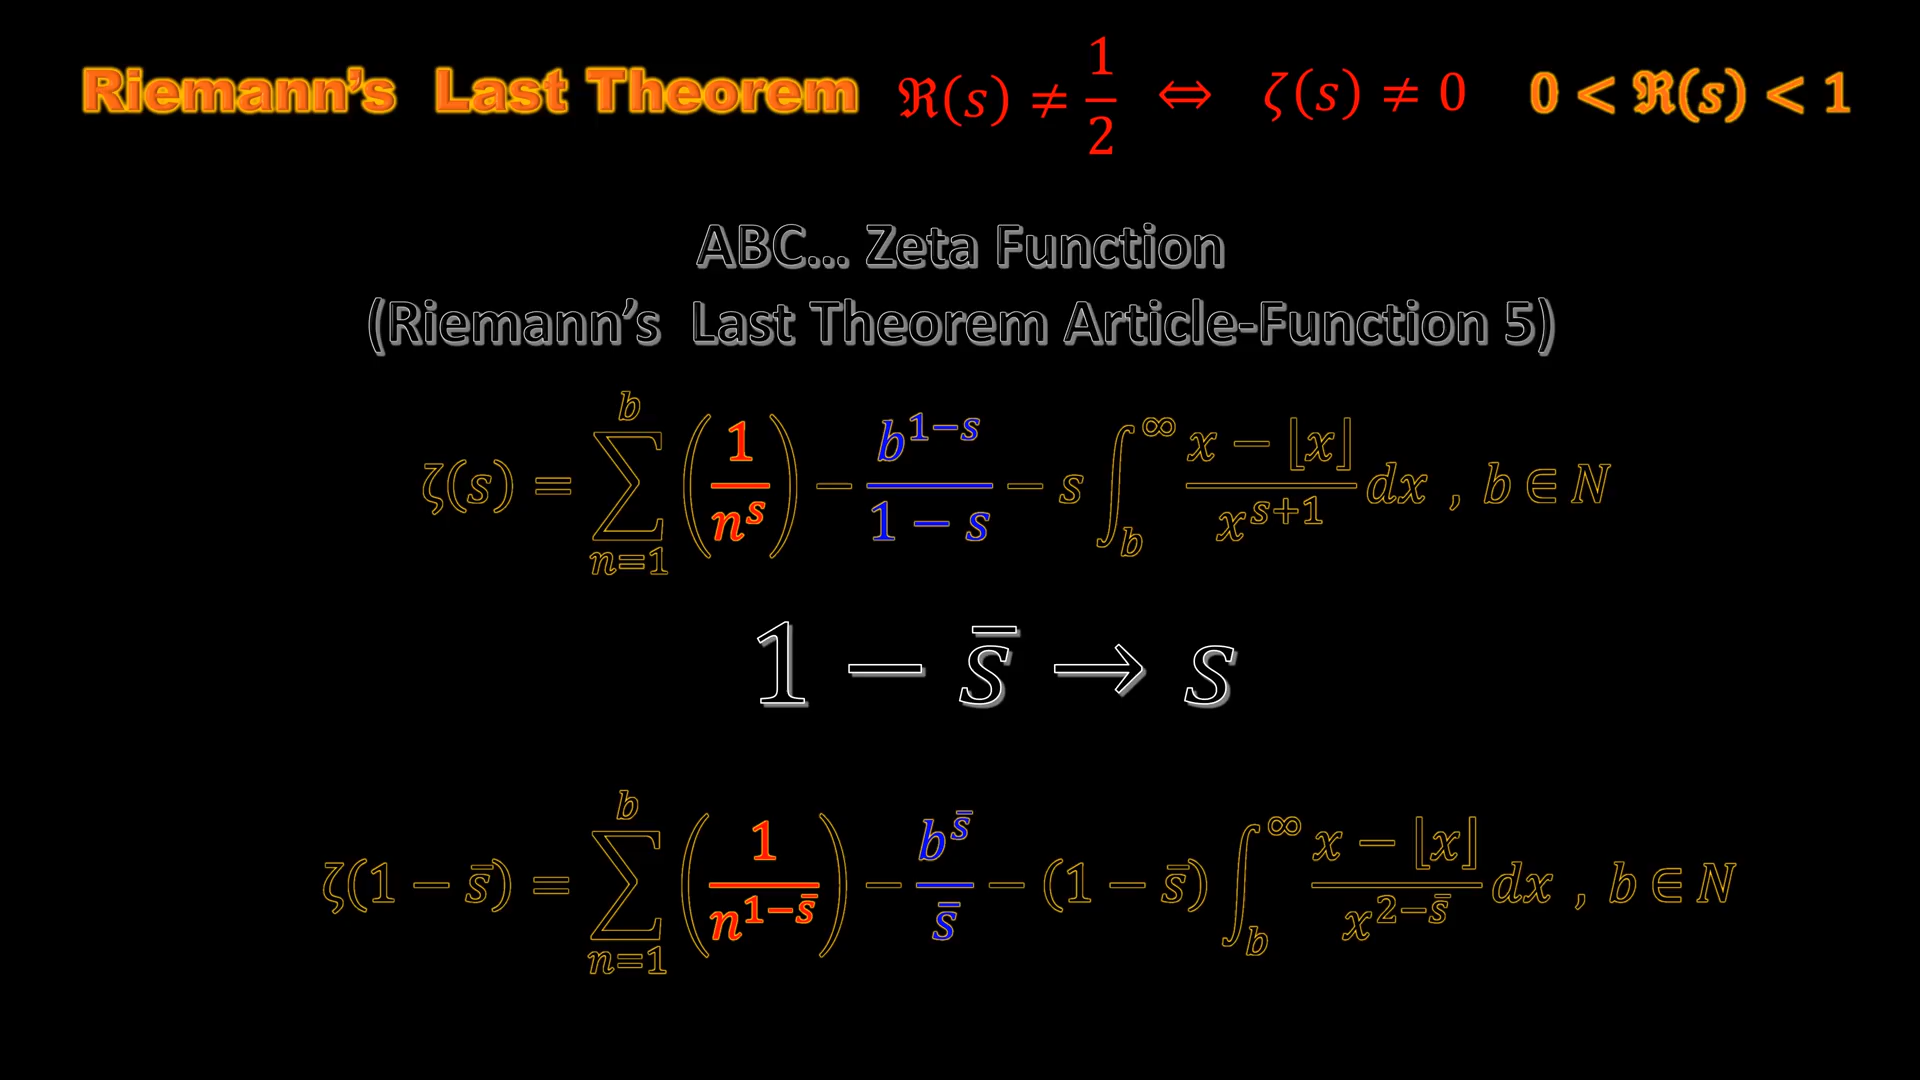 Riemann’s Last Theorem ℜ(s) ≠ 1/2 ⇔ ζ(s) ≠ 0 0 < ℜ(s) < 1
ABC... Zeta Function
(Riemann’s Last Theorem Article-Function 5)
ζ(s) = ∑_{n=1}^{b} (1/n^s) − b^{1−s}/(1−s) − s ∫_b^∞ (x − ⌊x⌋)/x^{s+1} dx , b ∈ N
1 − s̄ → s
ζ(1 − s̄) = ∑_{n=1}^{b} (1/n^{1−s̄}) − b^{s̄}/s̄ − (1 − s̄) ∫_b^∞ (x − ⌊x⌋)/x^{2−s̄} dx , b ∈ N